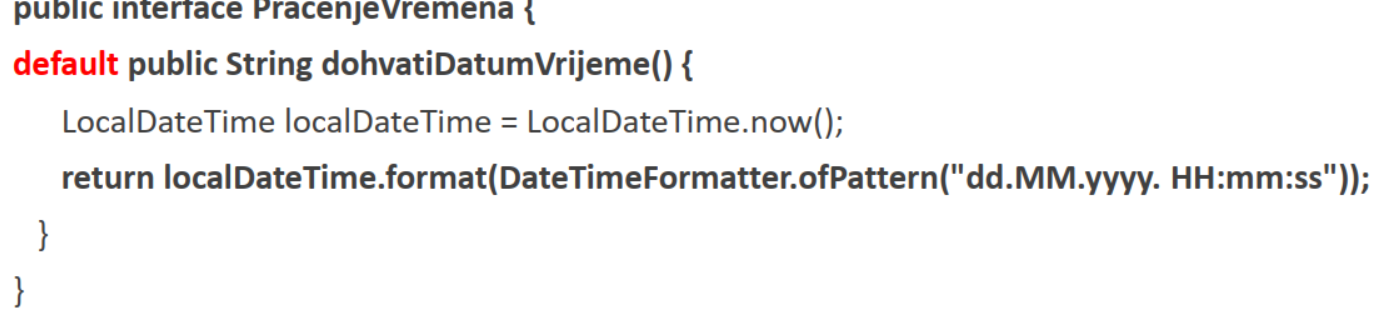 public interface PracenjeVremena {
default public String dohvatiDatumVrijeme() {
LocalDateTime localDateTime = LocalDateTime.now();
return localDateTime.format(DateTimeFormatter.ofPattern("dd.MM.yyyy. HH:mm:ss"));
}
}